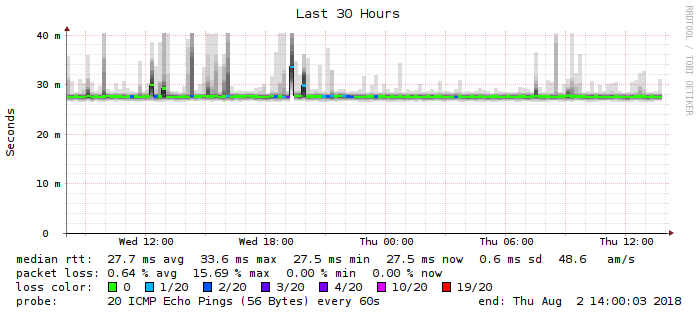 Last 30 Hours
RRDTOOL / TOBI OETIKER
Seconds
40 m
30 m
20 m
10 m
0
Wed 12:00 Wed 18:00 Thu 00:00 Thu 06:00 Thu 12:00
median rtt: 27.7 ms avg 33.6 ms max 27.5 ms min 27.5 ms now 0.6 ms sd 48.6 am/s
packet loss: 0.64 % avg 15.69 % max 0.00 % min 0.00 % now
loss color: 0 1/20 2/20 3/20 4/20 10/20 19/20
probe: 20 ICMP Echo Pings (56 Bytes) every 60s end: Thu Aug 2 14:00:03 2018